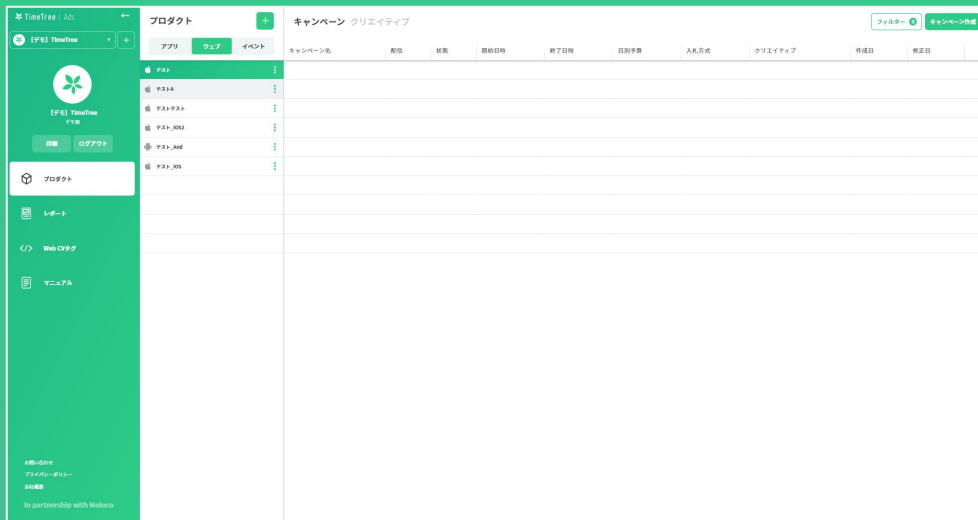 TimeTree | Ads
←
【デモ】TimeTree
+
【デモ】TimeTree
デモ用
詳細 ログアウト
プロダクト
レポート
</> Web CVタグ
マニュアル
お問い合わせ
プライバシーポリシー
会社概要
In partnership with Moloco
プロダクト
+
アプリ ウェブ イベント
テスト
テストA
テストテスト
テスト_IOS2
テスト_And
テスト_IOS
キャンペーン クリエイティブ
フィルター 0 キャンペーン作成
キャンペーン名 配信 状態 開始日時 終了日時 日別予算 入札方式 クリエイティブ 作成日 修正日